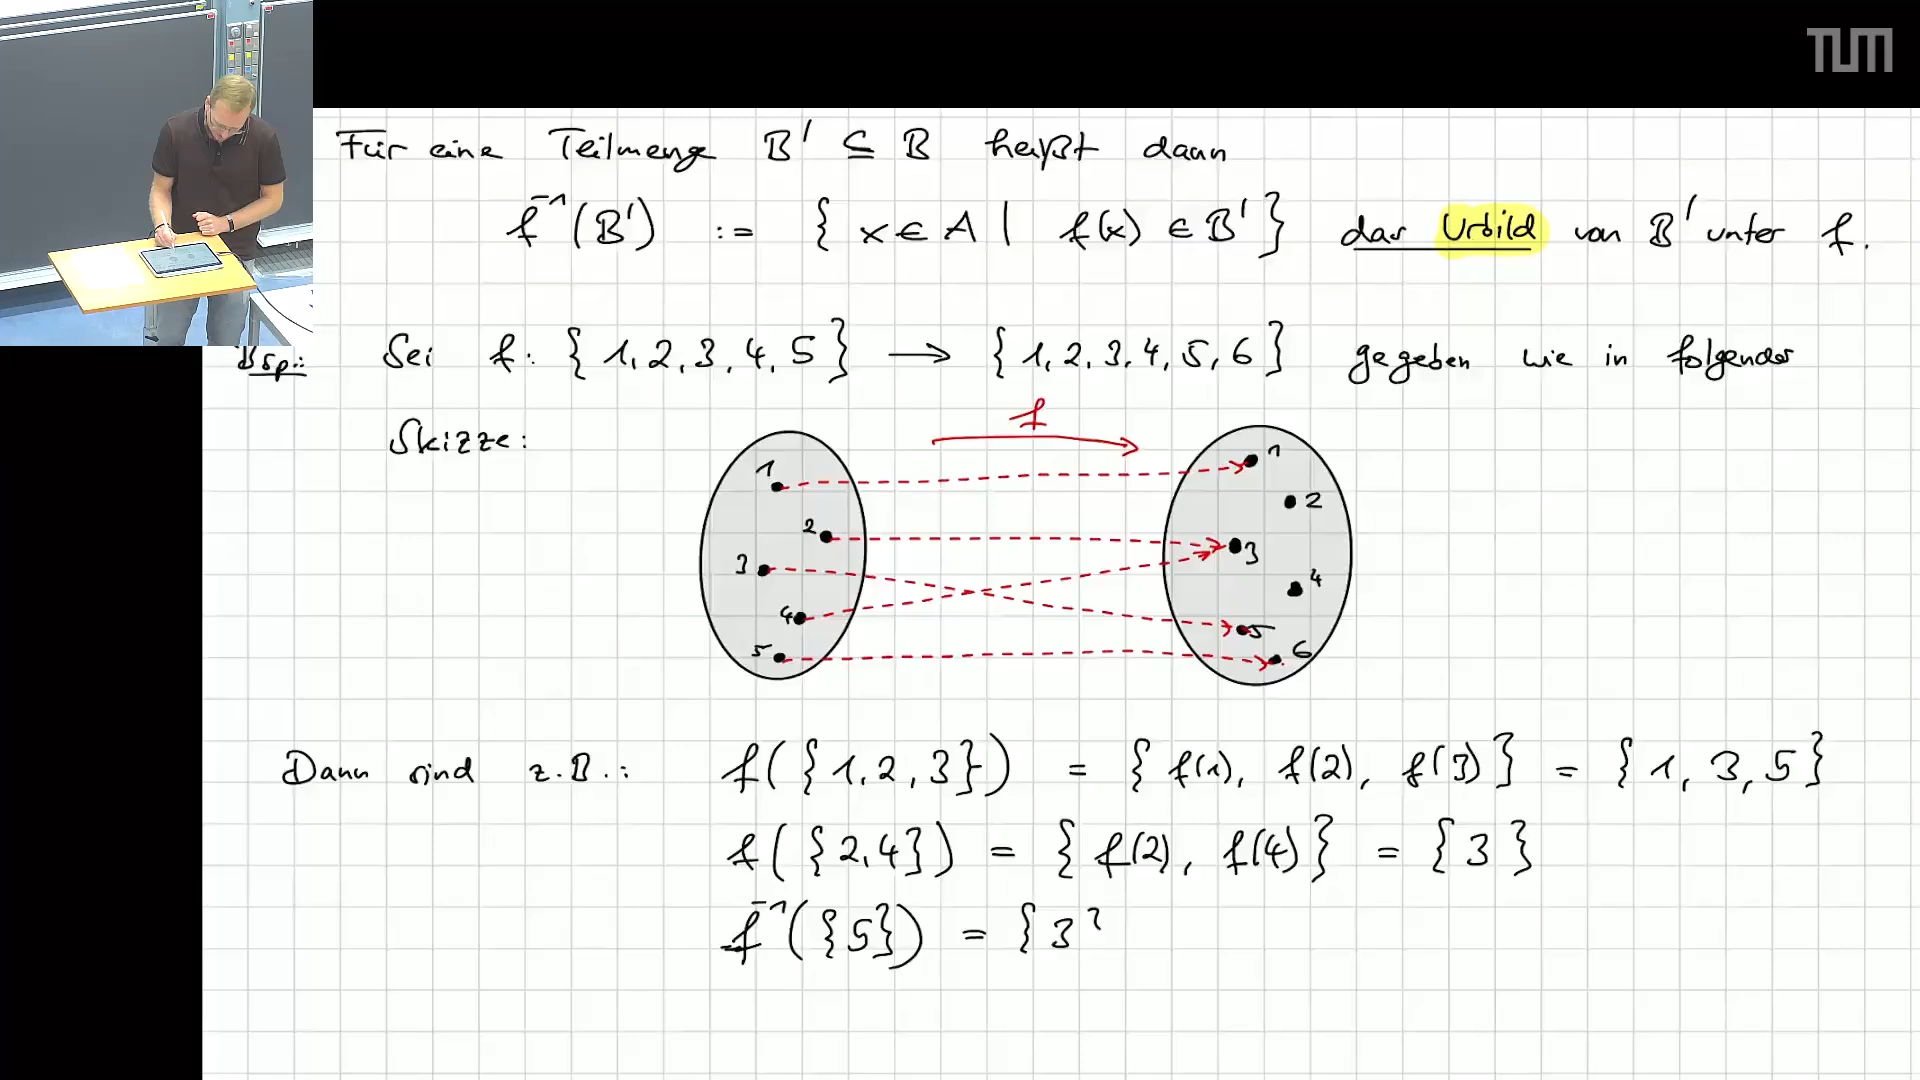 TUM
Für eine Teilmenge B' ⊆ B heißt dann
f⁻¹(B') := { x ∈ A | f(x) ∈ B' } das Urbild von B' unter f.
Bsp.: Sei f: { 1, 2, 3, 4, 5 } → { 1, 2, 3, 4, 5, 6 } gegeben wie in folgender
Skizze:
f
1
2
3
4
5
1
2
3
4
5
6
Dann sind z.B.: f({1, 2, 3}) = { f(1), f(2), f(3) } = { 1, 3, 5 }
f({2, 4}) = { f(2), f(4) } = { 3 }
f⁻¹({5}) = { 3